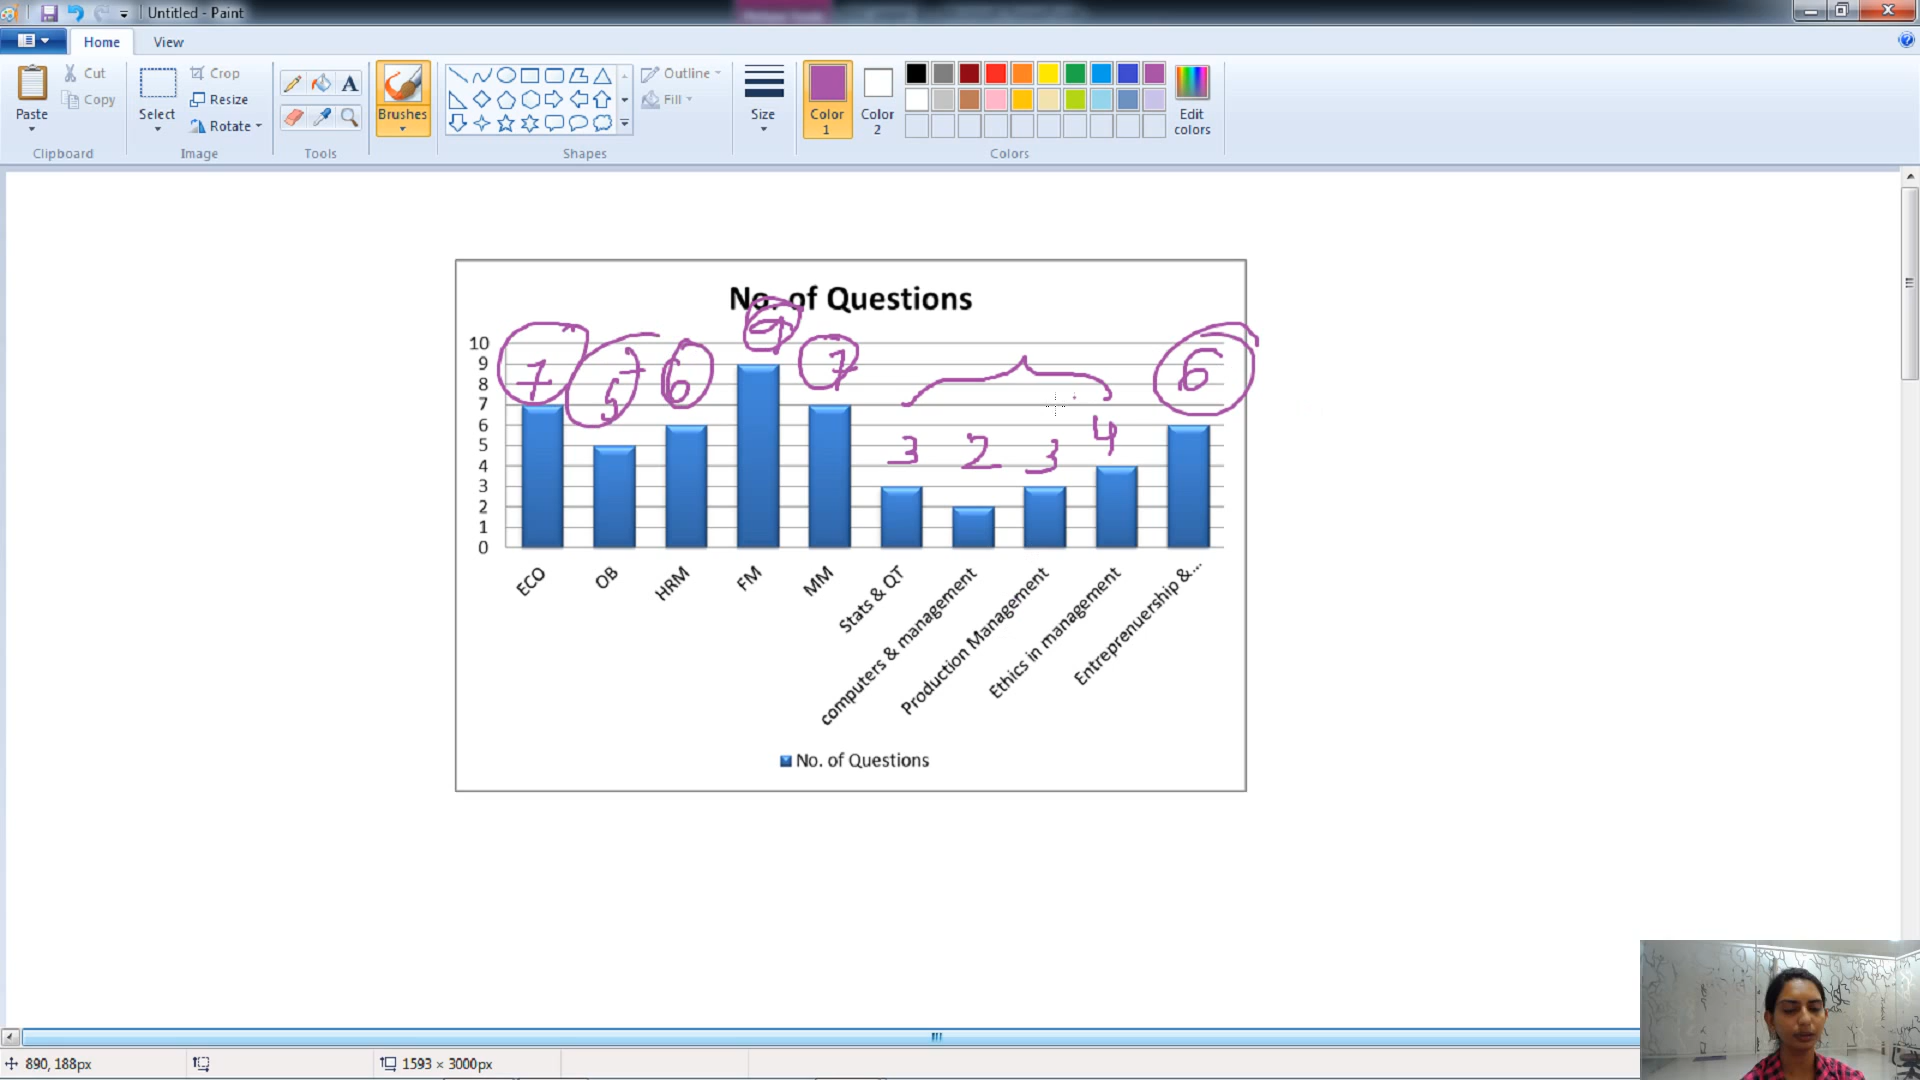 Untitled - Paint
Home View
Paste Cut Copy Select Crop Resize Rotate Brushes Outline Fill Size Color 1 Color 2 Edit colors
Clipboard Image Tools Shapes Colors
No. of Questions
9
7 5 6 7 6
3 2 3 4
10
9
8
7
6
5
4
3
2
1
0
ECO OB HRM FM MM Stats & QT computers & management Production Management Ethics in management Entreprenuership &...
No. of Questions
890, 188px 1593 × 3000px